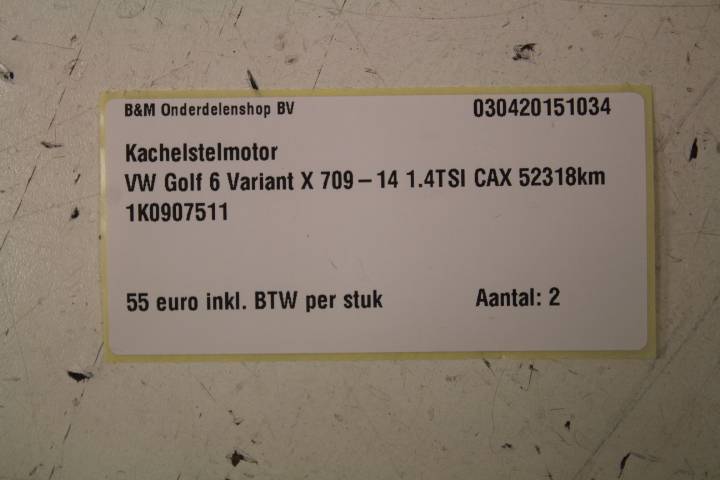 B&M Onderdelenshop BV 030420151034
Kachelstelmotor
VW Golf 6 Variant X 709-14 1.4TSI CAX 52318km
1K0907511
55 euro inkl. BTW per stuk Aantal: 2